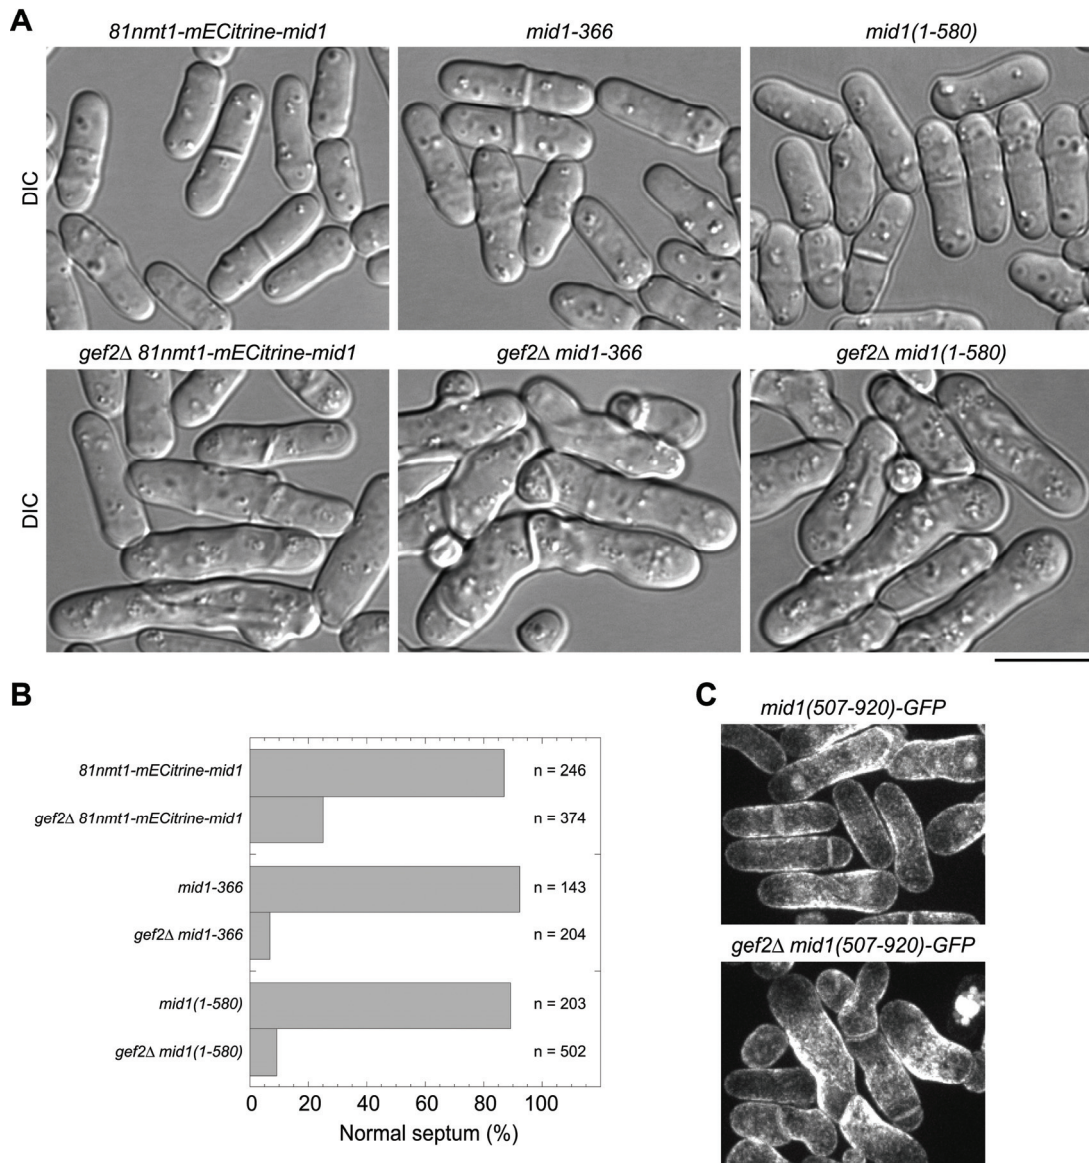 A
81nmt1-mECitrine-mid1
mid1-366
mid1(1-580)
DIC
gef2Δ 81nmt1-mECitrine-mid1
gef2Δ mid1-366
gef2Δ mid1(1-580)
DIC
B
81nmt1-mECitrine-mid1
n = 246
gef2Δ 81nmt1-mECitrine-mid1
n = 374
mid1-366
n = 143
gef2Δ mid1-366
n = 204
mid1(1-580)
n = 203
gef2Δ mid1(1-580)
n = 502
0 20 40 60 80 100
Normal septum (%)
C
mid1(507-920)-GFP
gef2Δ mid1(507-920)-GFP